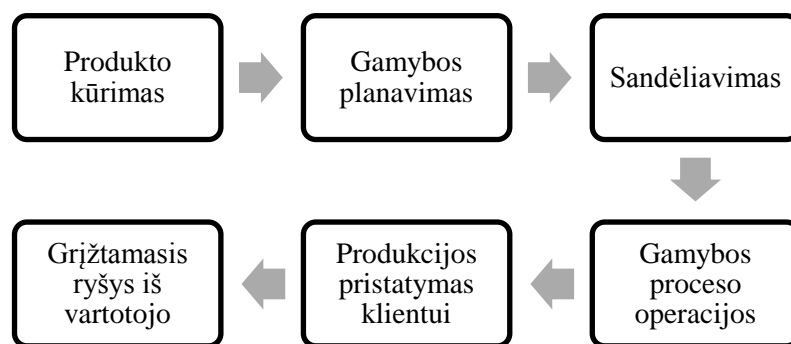 Produkto
kūrimas
Gamybos
planavimas
Sandėliavimas
Gamybos
proceso
operacijos
Produkcijos
pristatymas
klientui
Grįžtamasis
ryšys iš
vartotojo